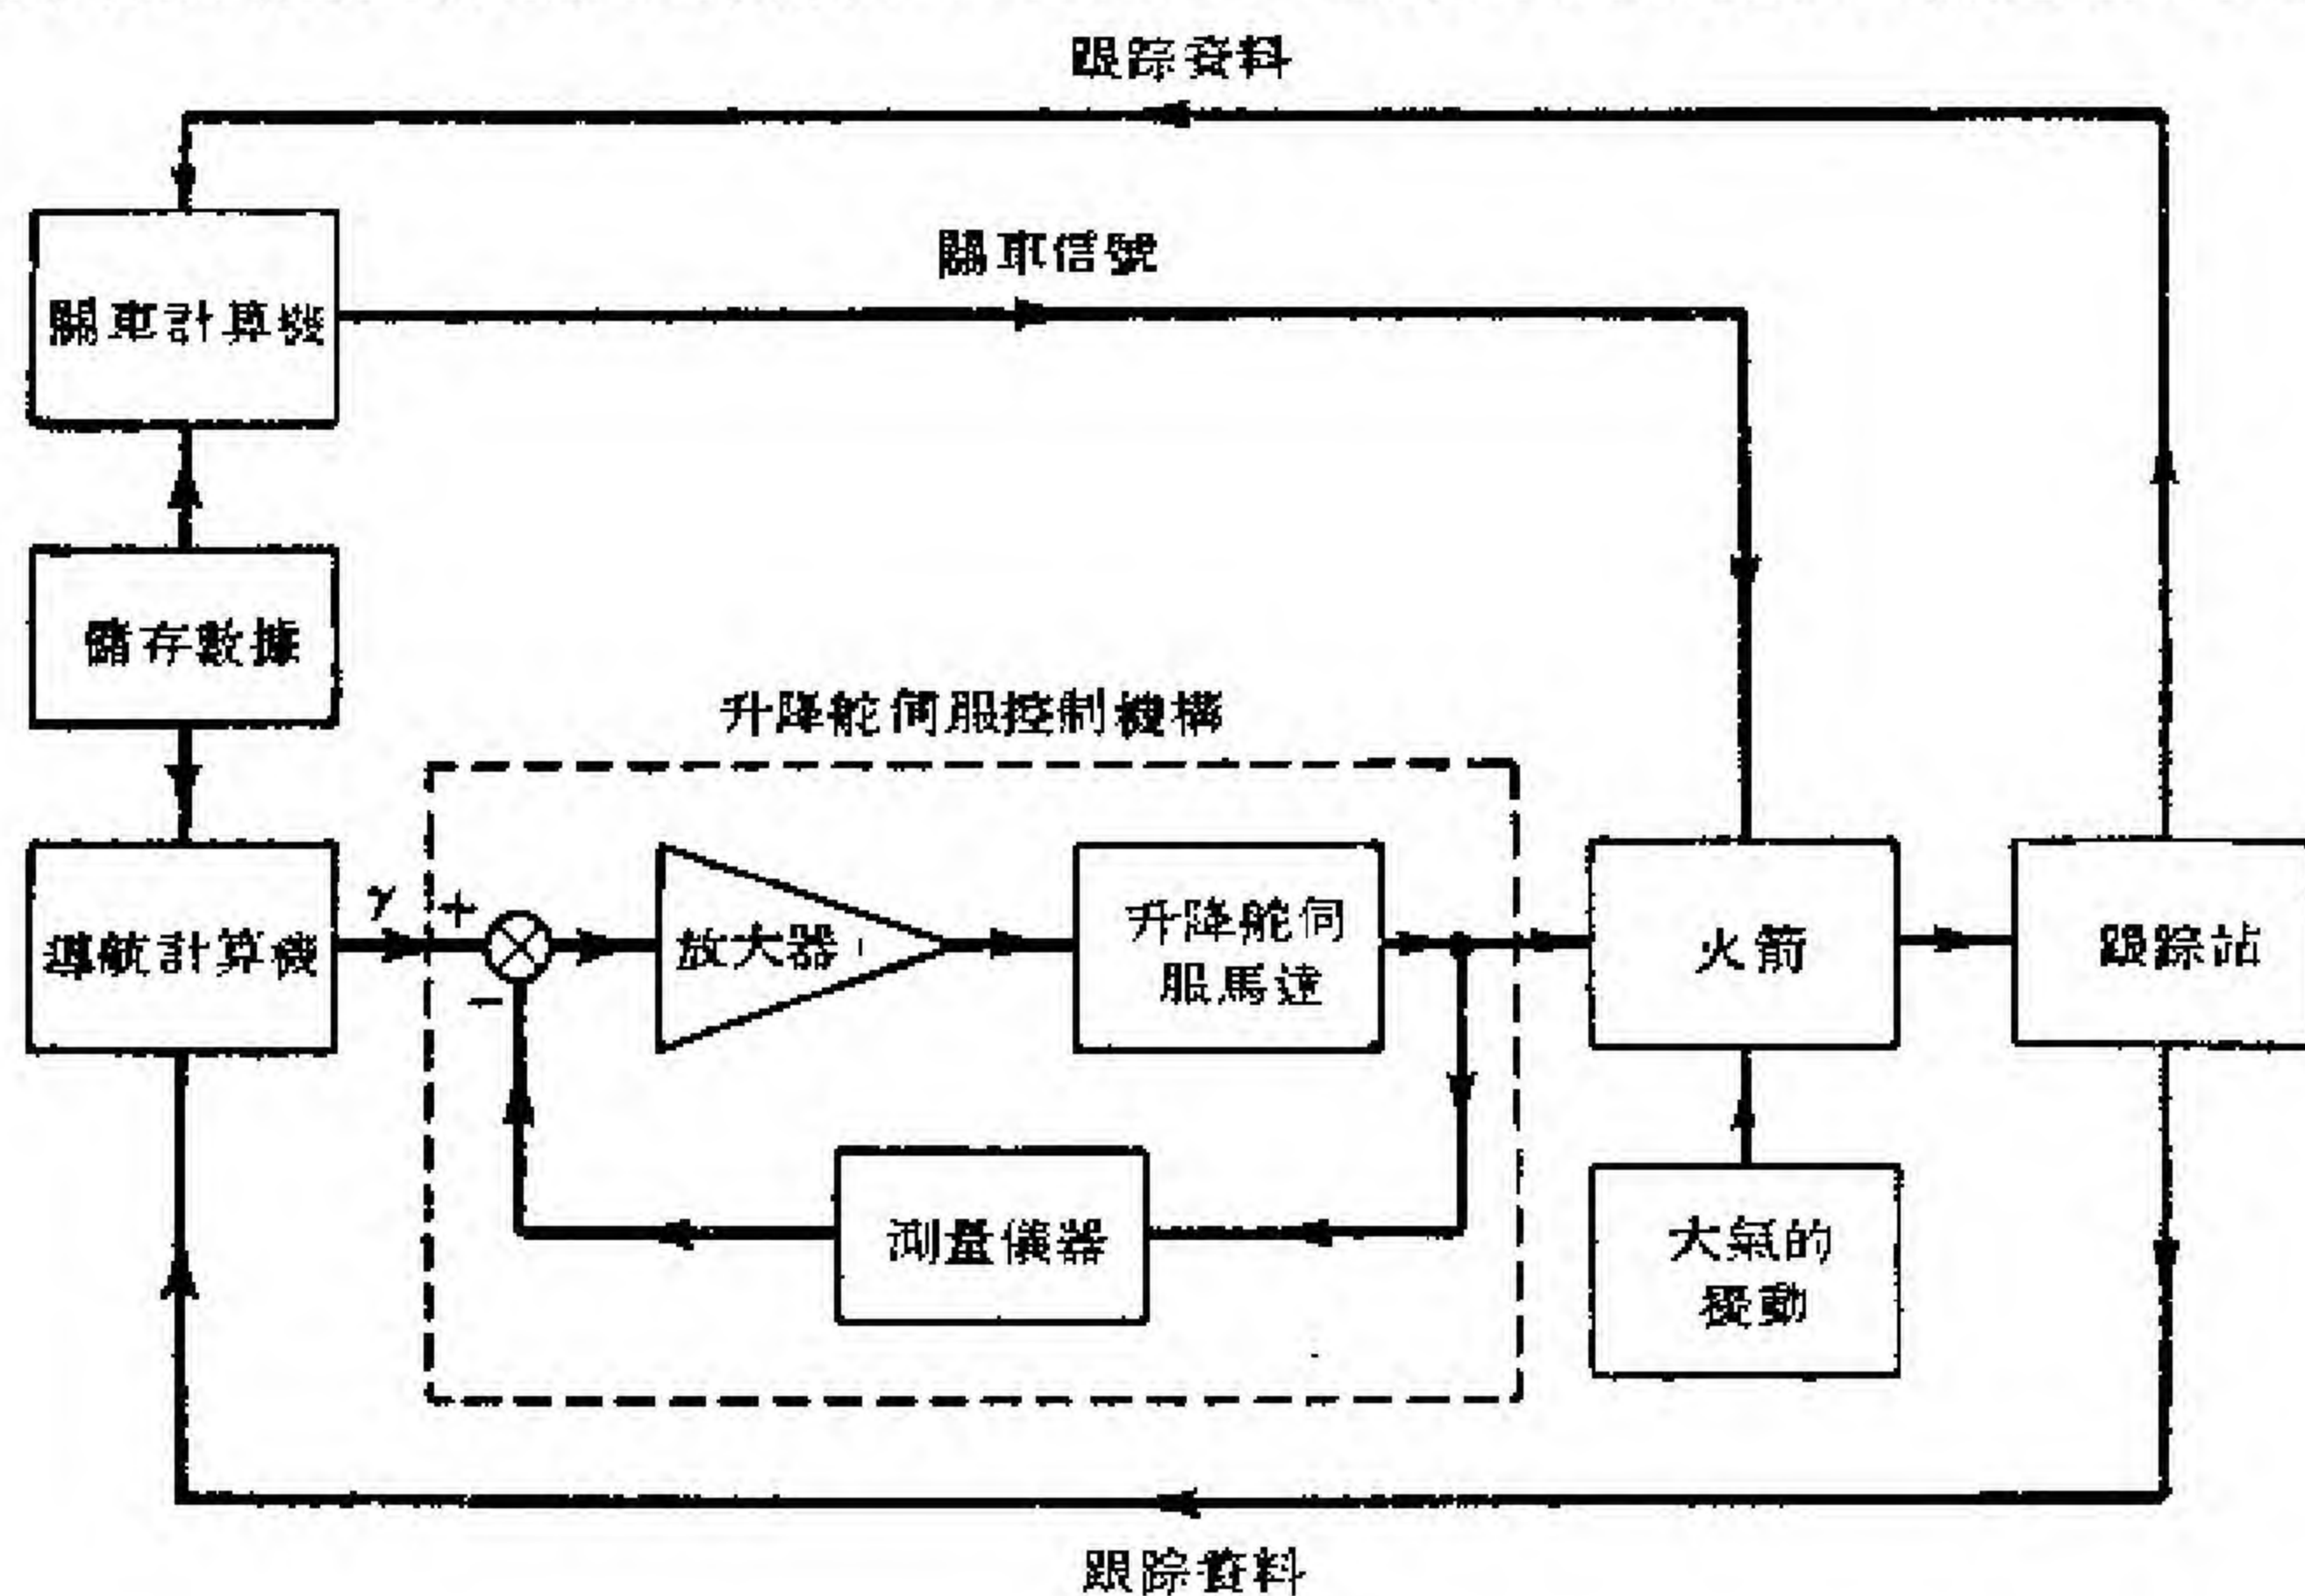 跟踪資料
關車信號
關車計算機
儲存數據
升降舵伺服控制機構
導航計算機
γ
+
−
放大器
升降舵伺
服馬達
火箭
跟踪站
測量儀器
大氣的
擾動
跟踪資料